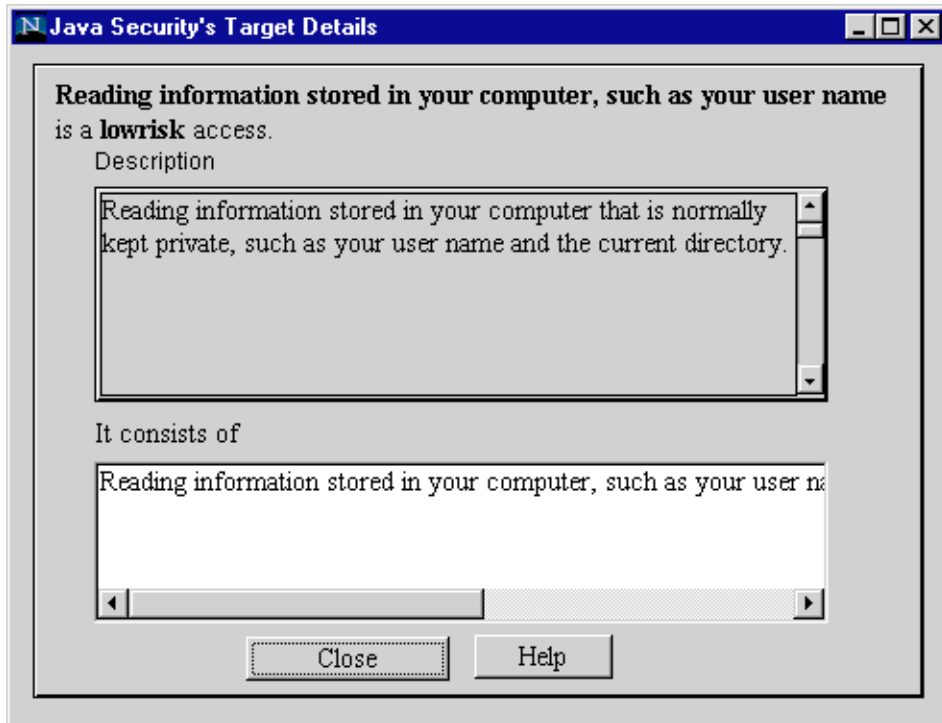 N Java Security's Target Details
Reading information stored in your computer, such as your user name
is a lowrisk access.
Description
Reading information stored in your computer that is normally
kept private, such as your user name and the current directory.
It consists of
Reading information stored in your computer, such as your user na
Close Help